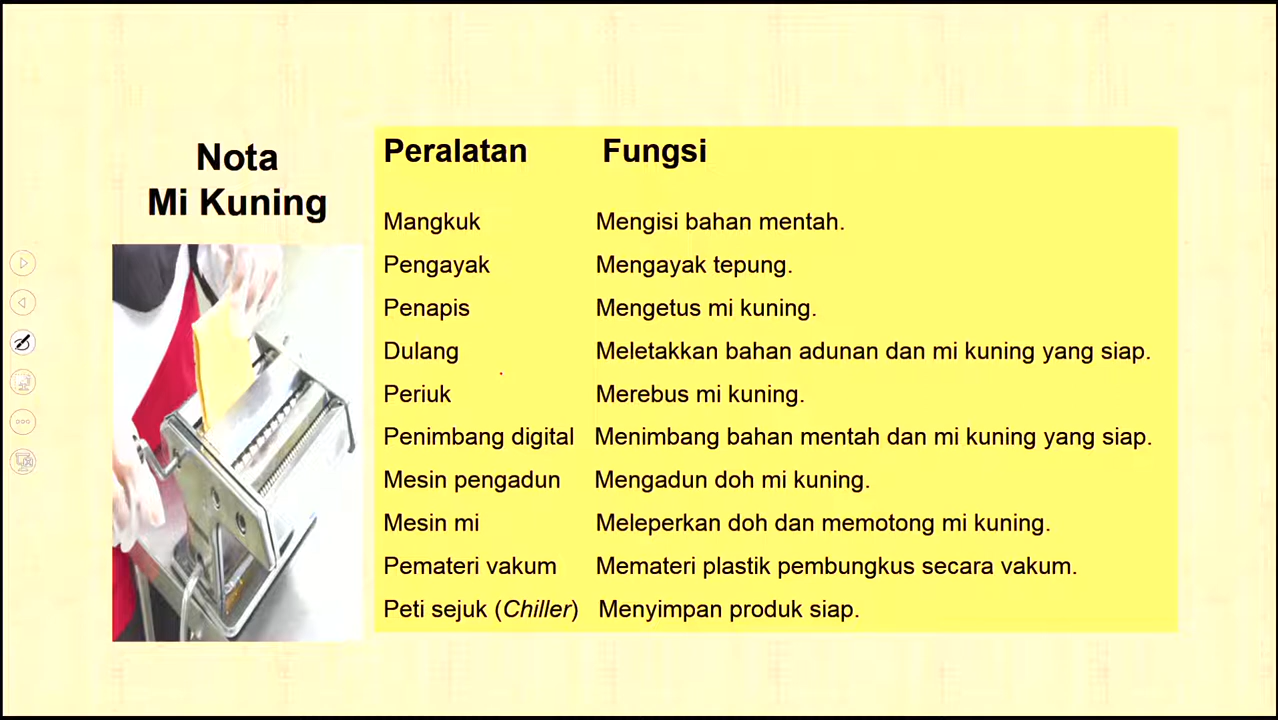 Nota
Mi Kuning
Peralatan Fungsi
Mangkuk Mengisi bahan mentah.
Pengayak Mengayak tepung.
Penapis Mengetus mi kuning.
Dulang Meletakkan bahan adunan dan mi kuning yang siap.
Periuk Merebus mi kuning.
Penimbang digital Menimbang bahan mentah dan mi kuning yang siap.
Mesin pengadun Mengadun doh mi kuning.
Mesin mi Meleperkan doh dan memotong mi kuning.
Pemateri vakum Memateri plastik pembungkus secara vakum.
Peti sejuk (Chiller) Menyimpan produk siap.